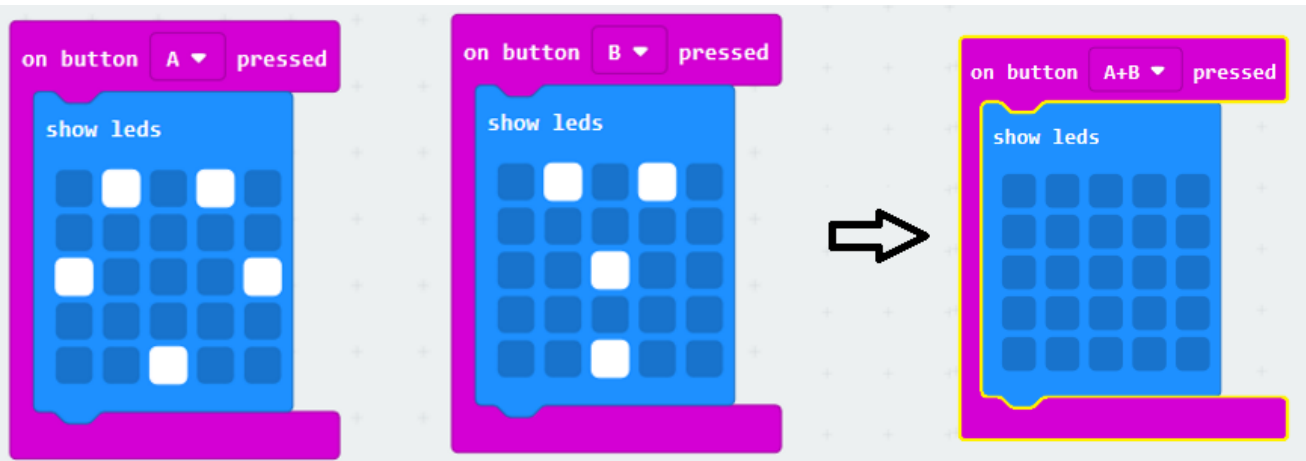 on button A pressed
show leds
on button B pressed
show leds
on button A+B pressed
show leds